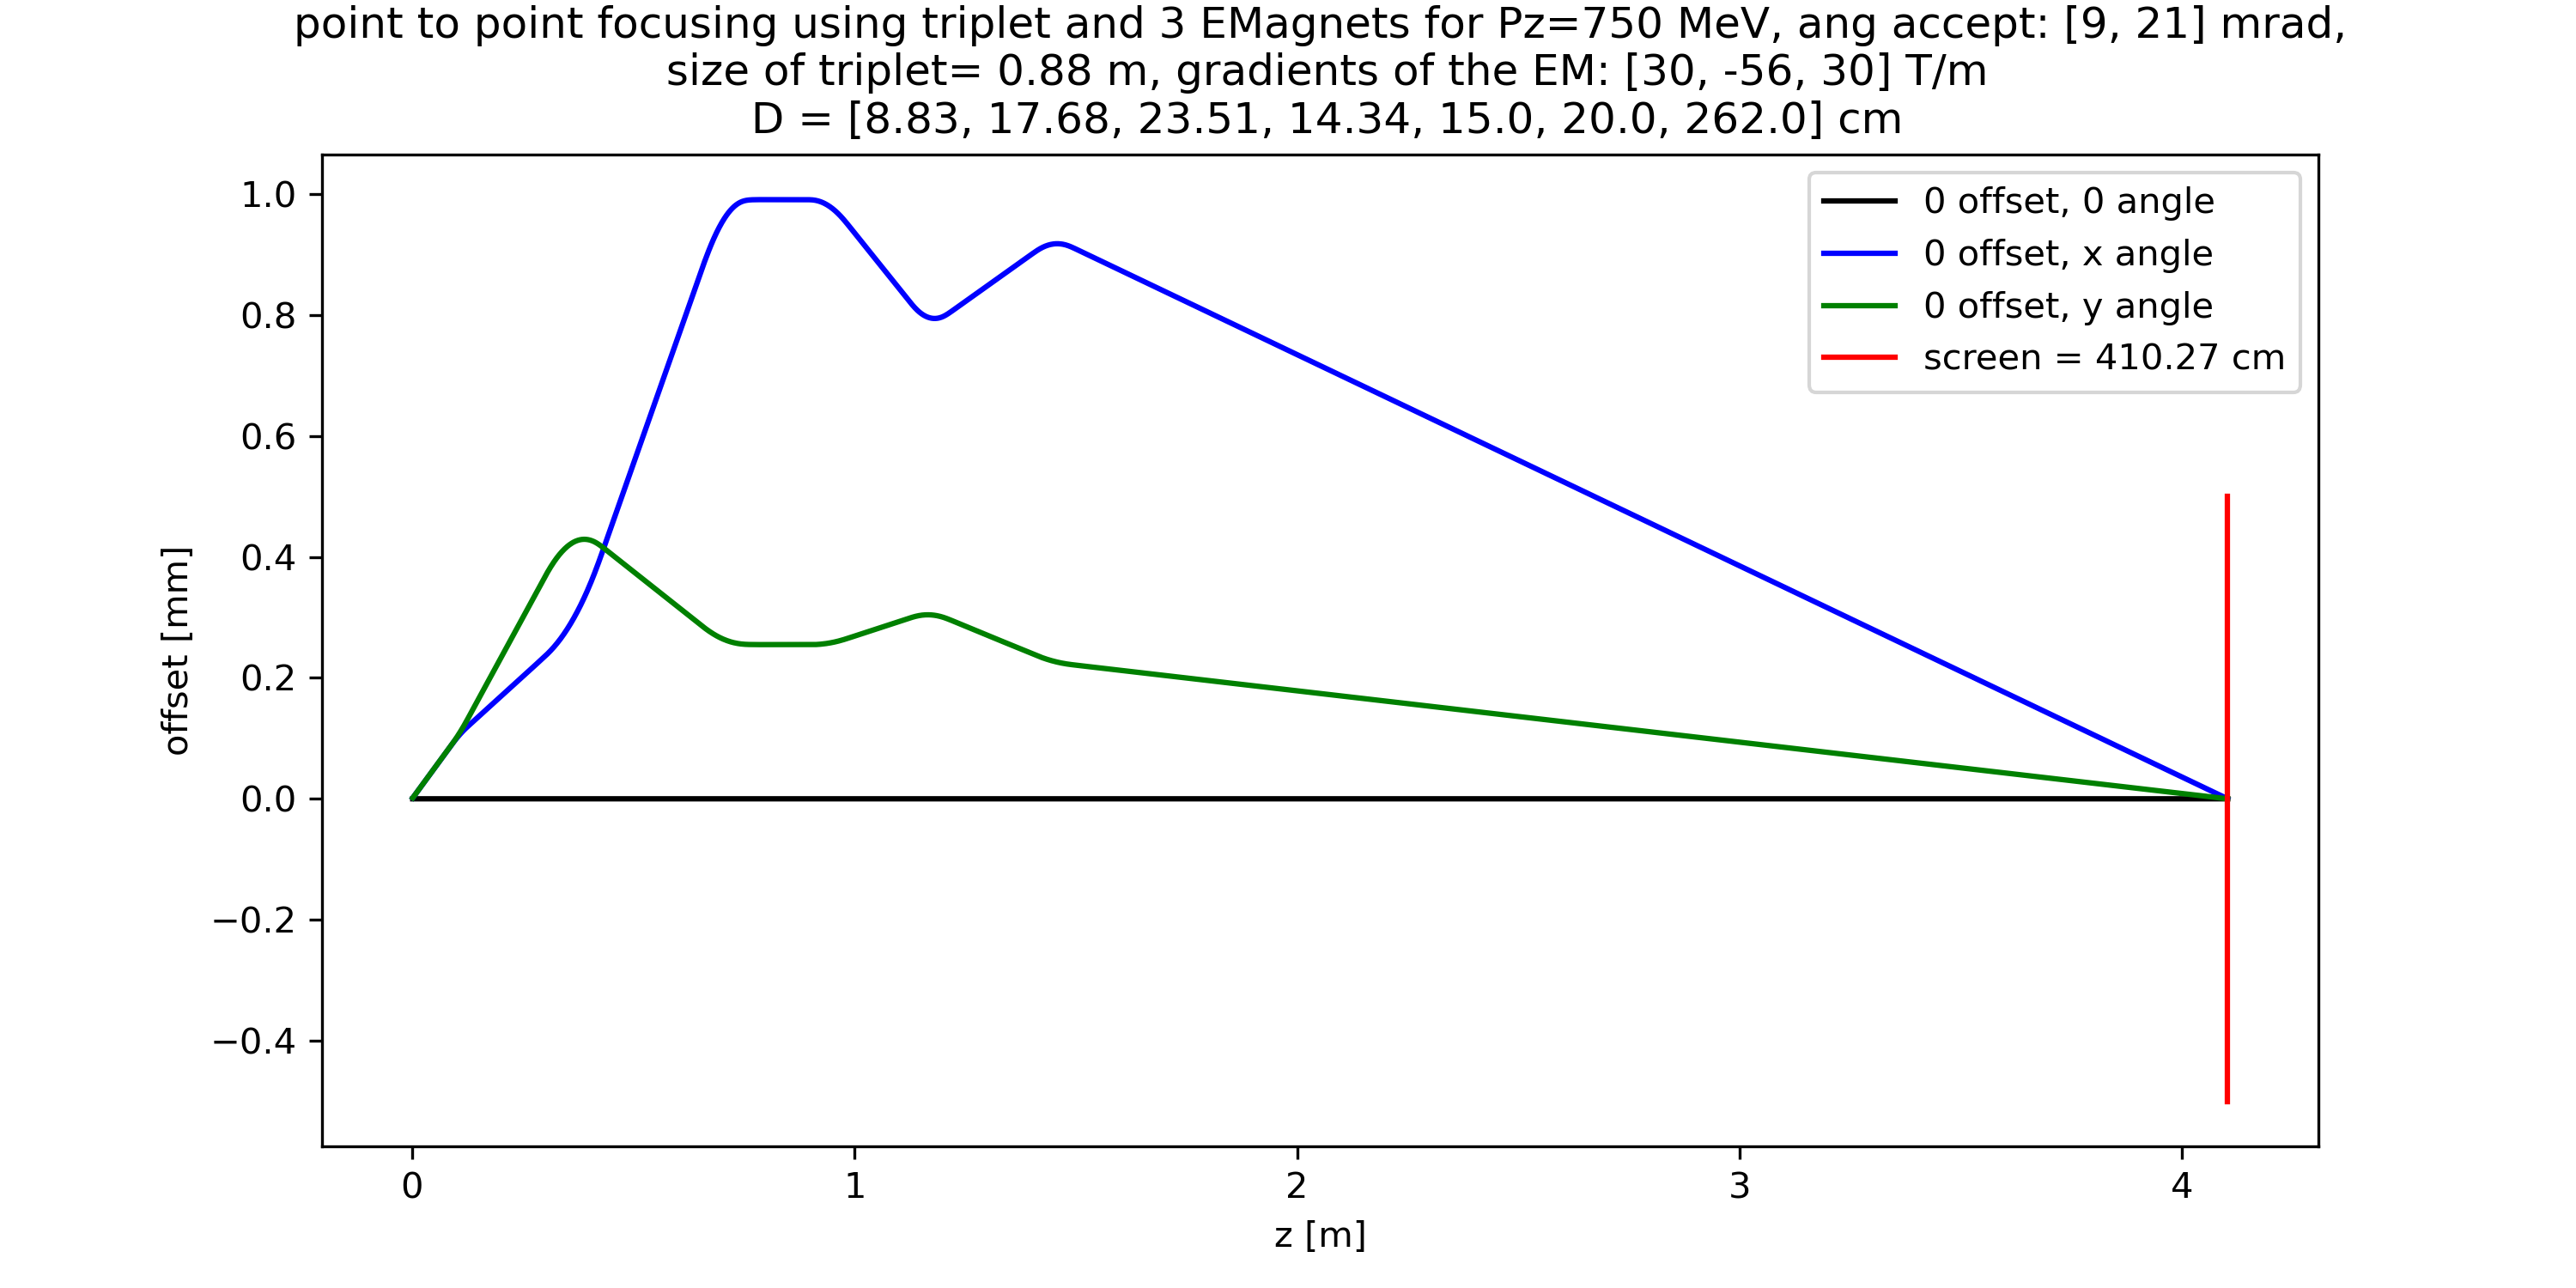 point to point focusing using triplet and 3 EMagnets for Pz=750 MeV, ang accept: [9, 21] mrad,
size of triplet= 0.88 m, gradients of the EM: [30, -56, 30] T/m
D = [8.83, 17.68, 23.51, 14.34, 15.0, 20.0, 262.0] cm
0 offset, 0 angle
0 offset, x angle
0 offset, y angle
screen = 410.27 cm
offset [mm]
1.0
0.8
0.6
0.4
0.2
0.0
−0.2
−0.4
0 1 2 3 4
z [m]